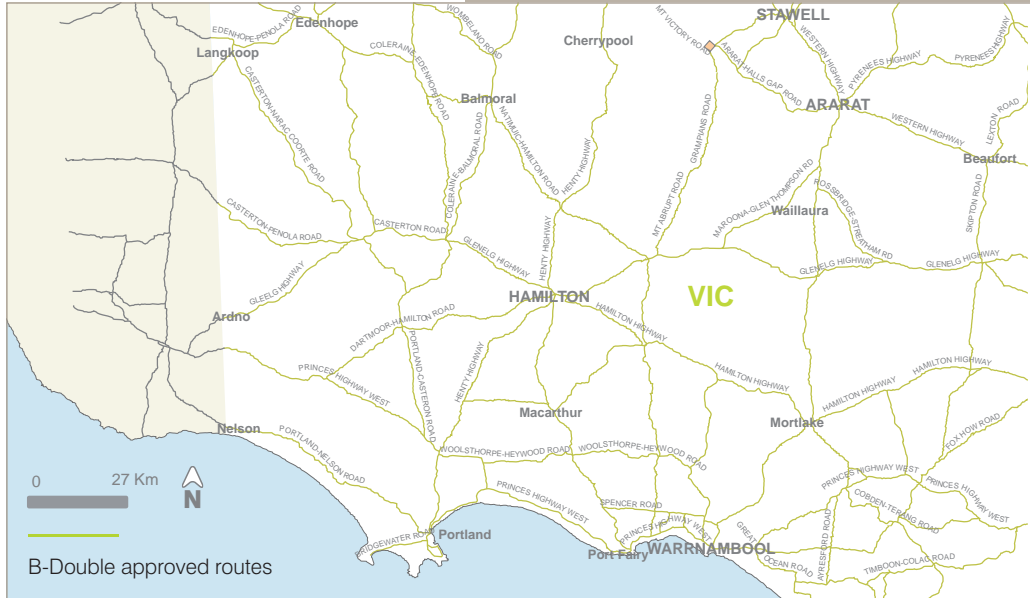 EDENHOPE-PENOLA ROAD
Edenhope
WOMBELANO ROAD
MT VICTORY ROAD
STAWELL
Langkoop
COLERAINE-EDENHOPE ROAD
Cherrypool
ARARAT-HALLS GAP ROAD
WESTERN HIGHWAY
PYRENEES HIGHWAY
PYRENEES HIGHWAY
CASTERTON-NARAC OORTE ROAD
Balmoral
NATIMUIC-HAMILTON ROAD
GRAMPIANS ROAD
ARARAT
WESTERN HIGHWAY
LEXTON ROAD
Beaufort
COLERAINE-BALMORAL ROAD
HENTY HIGHWAY
MT ABRUPT ROAD
MAROONA-GLEN THOMPSON RD
ROSSBRIDGE-STREATHAM RD
SKIPTON ROAD
Waillaura
CASTERTON-PENOLA ROAD
CASTERTON ROAD
GLENELG HIGHWAY
HENTY HIGHWAY
GLENELG HIGHWAY
GLENELG HIGHWAY
GLEELG HIGHWAY
HAMILTON
VIC
Ardno
DARTMOOR-HAMILTON ROAD
HAMILTON HIGHWAY
PORTLAND-CASTERON ROAD
HENTY HIGHWAY
PRINCES HIGHWAY WEST
HAMILTON HIGHWAY
HAMILTON HIGHWAY
HAMILTON HIGHWAY
Macarthur
Mortlake
Nelson
PORTLAND-NELSON ROAD
WOOLSTHORPE-HEYWOOD ROAD
WOOLSTHORPE-HEYWOOD ROAD
FOX HOW ROAD
0 27 Km
N
PRINCES HIGHWAY WEST
SPENCER ROAD
PRINCES HIGHWAY WEST
PRINCES HIGHWAY WEST
COBDEN-TERANG ROAD
BRIDGEWATER ROAD
Portland
PRINCES HIGHWAY WEST
Port Fairy
WARRNAMBOOL
GREAT OCEAN ROAD
AYRESFORD ROAD
TIMBOON-COLAC ROAD
B-Double approved routes